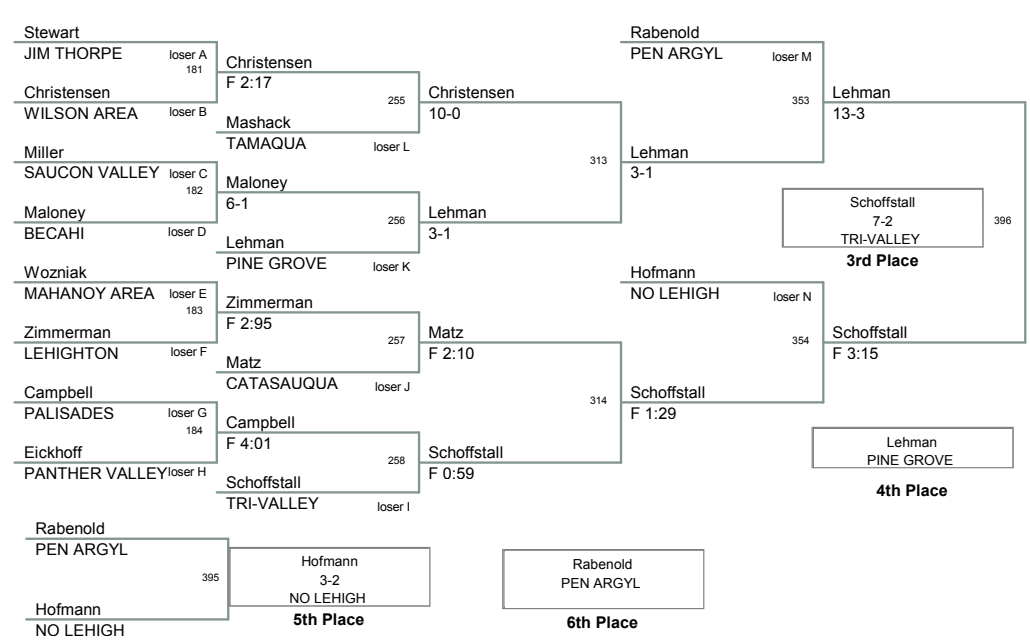 Stewart
JIM THORPE
loser A
181
Christensen
WILSON AREA
loser B
Christensen
F 2:17
Mashack
TAMAQUA
loser L
255
Christensen
10-0
Miller
SAUCON VALLEY
loser C
182
Maloney
BECAHI
loser D
Maloney
6-1
Lehman
PINE GROVE
loser K
256
Lehman
3-1
313
Lehman
3-1
Rabenold
PEN ARGYL
loser M
353
Lehman
13-3
Wozniak
MAHANOY AREA
loser E
183
Zimmerman
LEHIGHTON
loser F
Zimmerman
F 2:95
Matz
CATASAUQUA
loser J
257
Matz
F 2:10
Campbell
PALISADES
loser G
184
Eickhoff
PANTHER VALLEY
loser H
Campbell
F 4:01
Schoffstall
TRI-VALLEY
loser I
258
Schoffstall
F 0:59
314
Schoffstall
F 1:29
Hofmann
NO LEHIGH
loser N
354
Schoffstall
F 3:15
396
Schoffstall
7-2
TRI-VALLEY
3rd Place
Lehman
PINE GROVE
4th Place
Rabenold
PEN ARGYL
395
Hofmann
NO LEHIGH
Hofmann
3-2
NO LEHIGH
5th Place
Rabenold
PEN ARGYL
6th Place